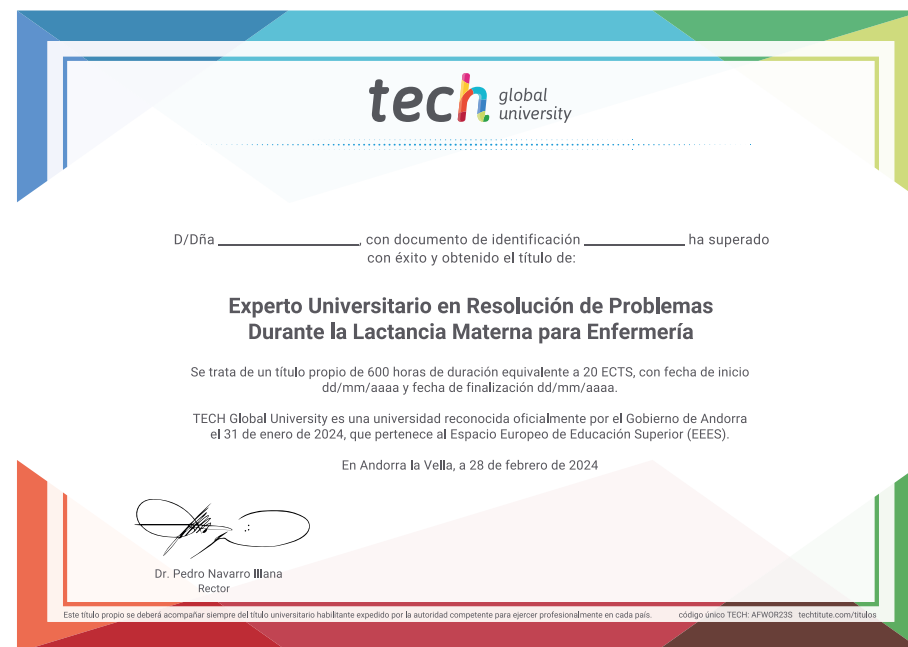 tech global
university
D/Dña ____________________, con documento de identificación ______________ ha superado
con éxito y obtenido el título de:
Experto Universitario en Resolución de Problemas
Durante la Lactancia Materna para Enfermería
Se trata de un título propio de 600 horas de duración equivalente a 20 ECTS, con fecha de inicio
dd/mm/aaaa y fecha de finalización dd/mm/aaaa.
TECH Global University es una universidad reconocida oficialmente por el Gobierno de Andorra
el 31 de enero de 2024, que pertenece al Espacio Europeo de Educación Superior (EEES).
En Andorra la Vella, a 28 de febrero de 2024
Dr. Pedro Navarro Illana
Rector
Este título propio se deberá acompañar siempre del título universitario habilitante expedido por la autoridad competente para ejercer profesionalmente en cada país. código único TECH: AFWOR23S techtitute.com/titulos